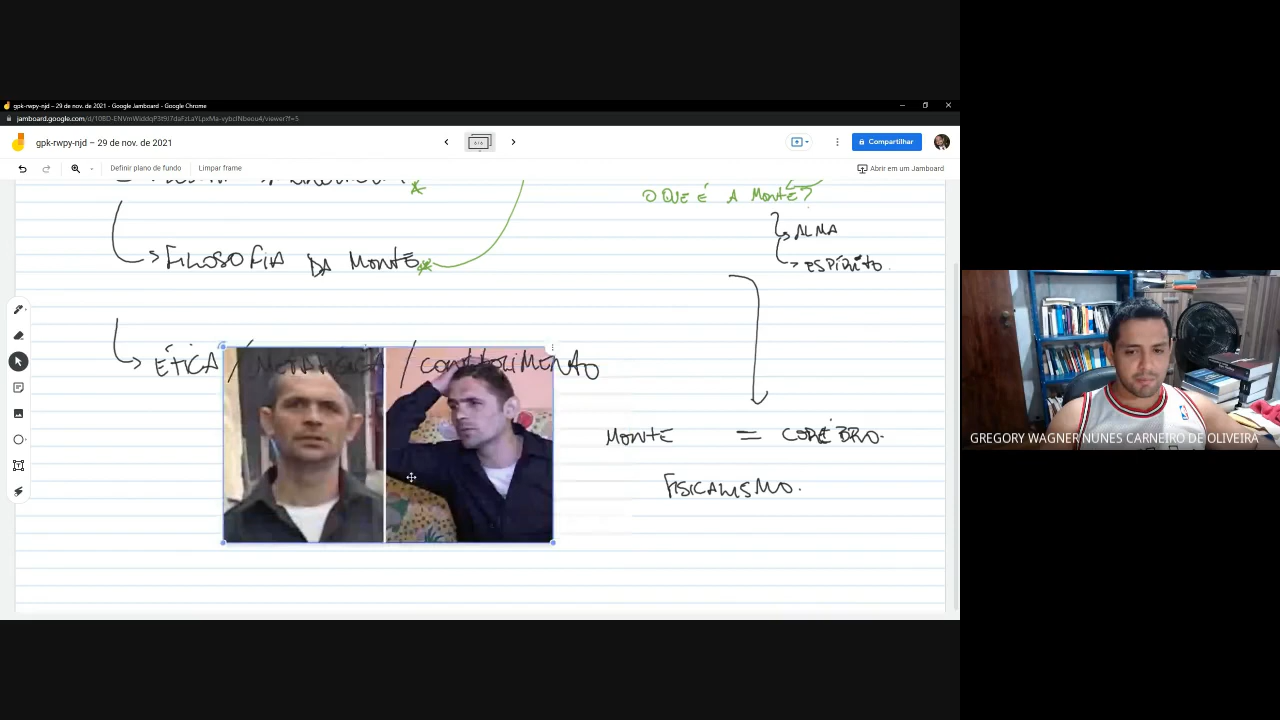 gpk-rwpy-njd – 29 de nov. de 2021 - Google Jamboard - Google Chrome
gpk-rwpy-njd – 29 de nov. de 2021
Compartilhar
Definir plano de fundo
Limpar frame
Abrir em um Jamboard
O QUE É A MENTE?
ALMA
ESPÍRITO.
FILOSOFIA DA MENTE
ÉTICA / METAFÍSICA / CONHECIMENTO
MENTE = CÉREBRO.
FISICALISMO.
GREGORY WAGNER NUNES CARNEIRO DE OLIVEIRA